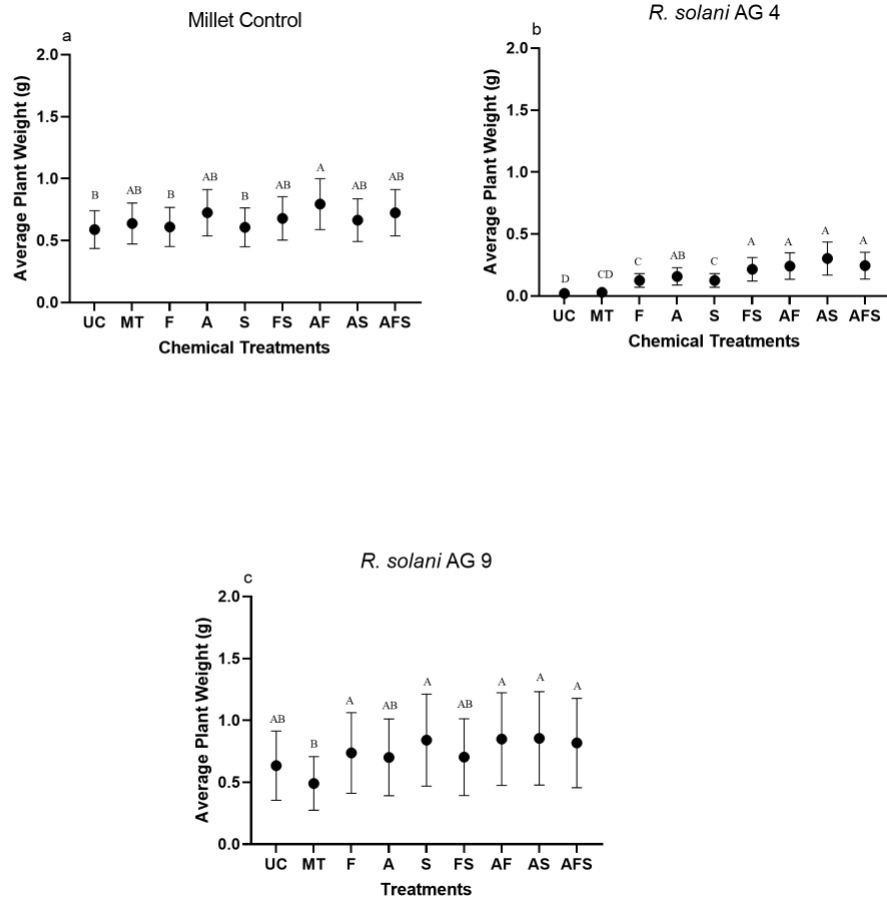 Millet Control
a
2.0
1.5
1.0
0.5
0.0
Average Plant Weight (g)
B AB B AB B AB A AB AB
UC MT F A S FS AF AS AFS
Chemical Treatments
R. solani AG 4
b
2.0
1.5
1.0
0.5
0.0
Average Plant Weight (g)
D CD C AB C A A A A
UC MT F A S FS AF AS AFS
Chemical Treatments
R. solani AG 9
c
2.0
1.5
1.0
0.5
0.0
Average Plant Weight (g)
AB B A AB A AB A A A
UC MT F A S FS AF AS AFS
Treatments